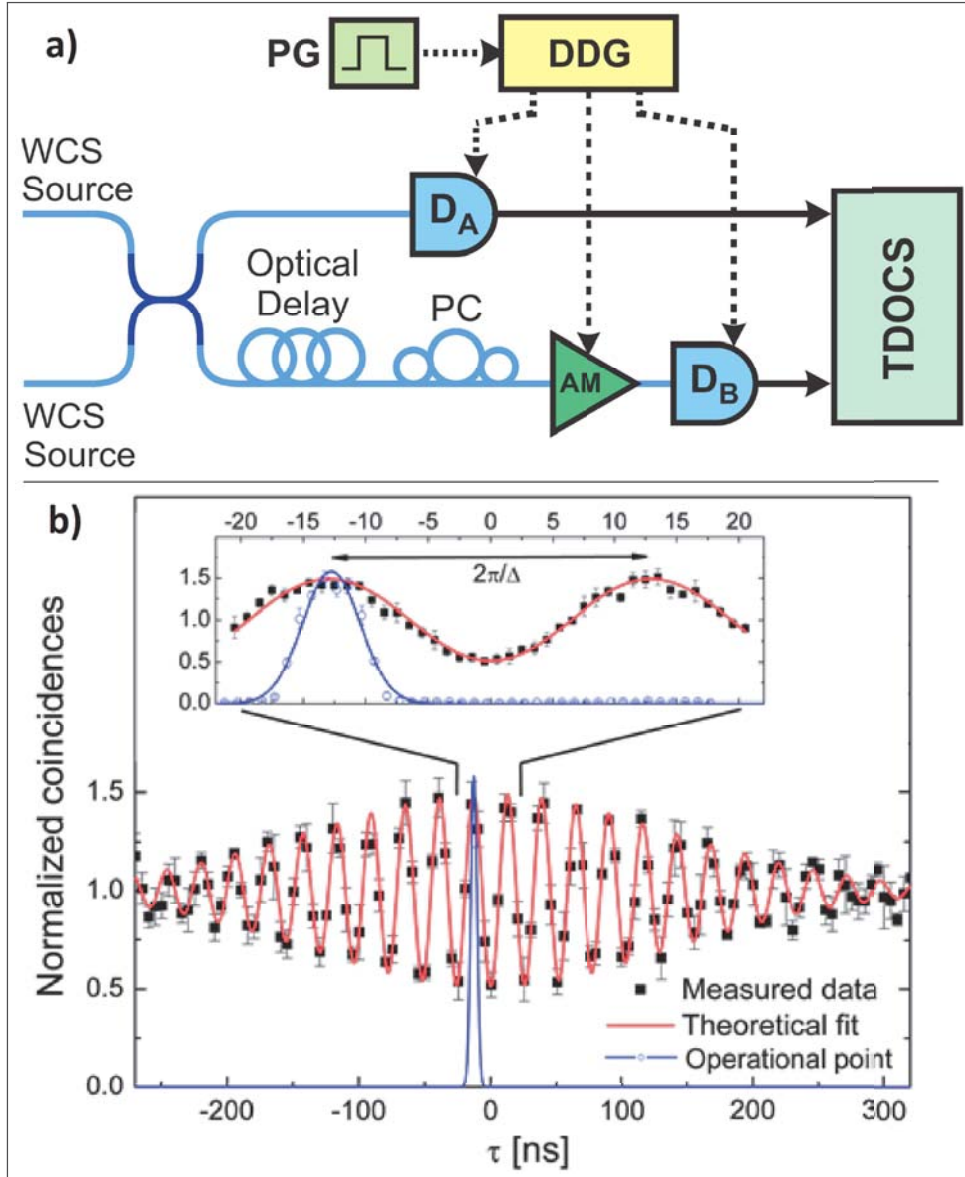 a)
PG
DDG
WCS
Source
D_A
Optical
Delay
PC
AM
D_B
TDOCS
WCS
Source
b)
-20 -15 -10 -5 0 5 10 15 20
2π/Δ
1.5
1.0
0.5
0.0
Normalized coincidences
1.5
1.0
0.5
0.0
Measured data
Theoretical fit
Operational point
-200 -100 0 100 200 300
τ [ns]